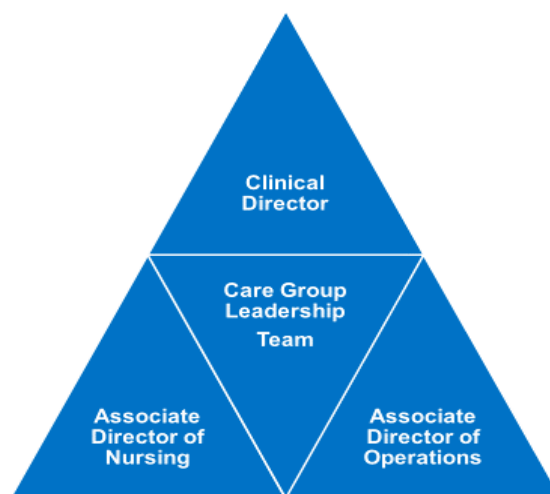 Clinical
Director
Care Group
Leadership
Team
Associate
Director of
Nursing
Associate
Director of
Operations